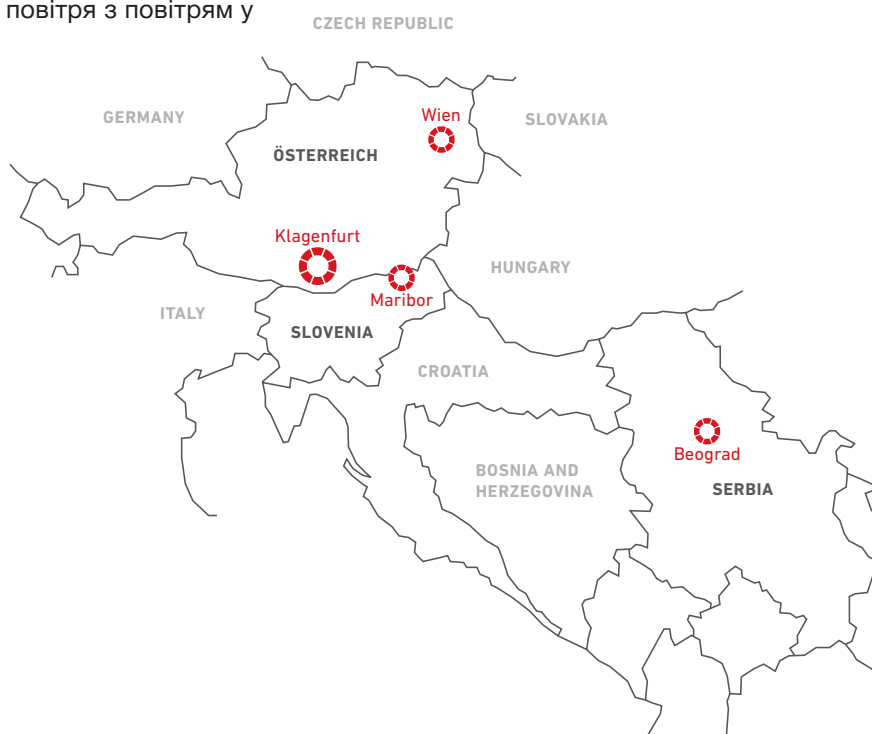 повітря з повітрям у
CZECH REPUBLIC
GERMANY
Wien
SLOVAKIA
ÖSTERREICH
Klagenfurt
HUNGARY
Maribor
ITALY
SLOVENIA
CROATIA
Beograd
BOSNIA AND
HERZEGOVINA
SERBIA